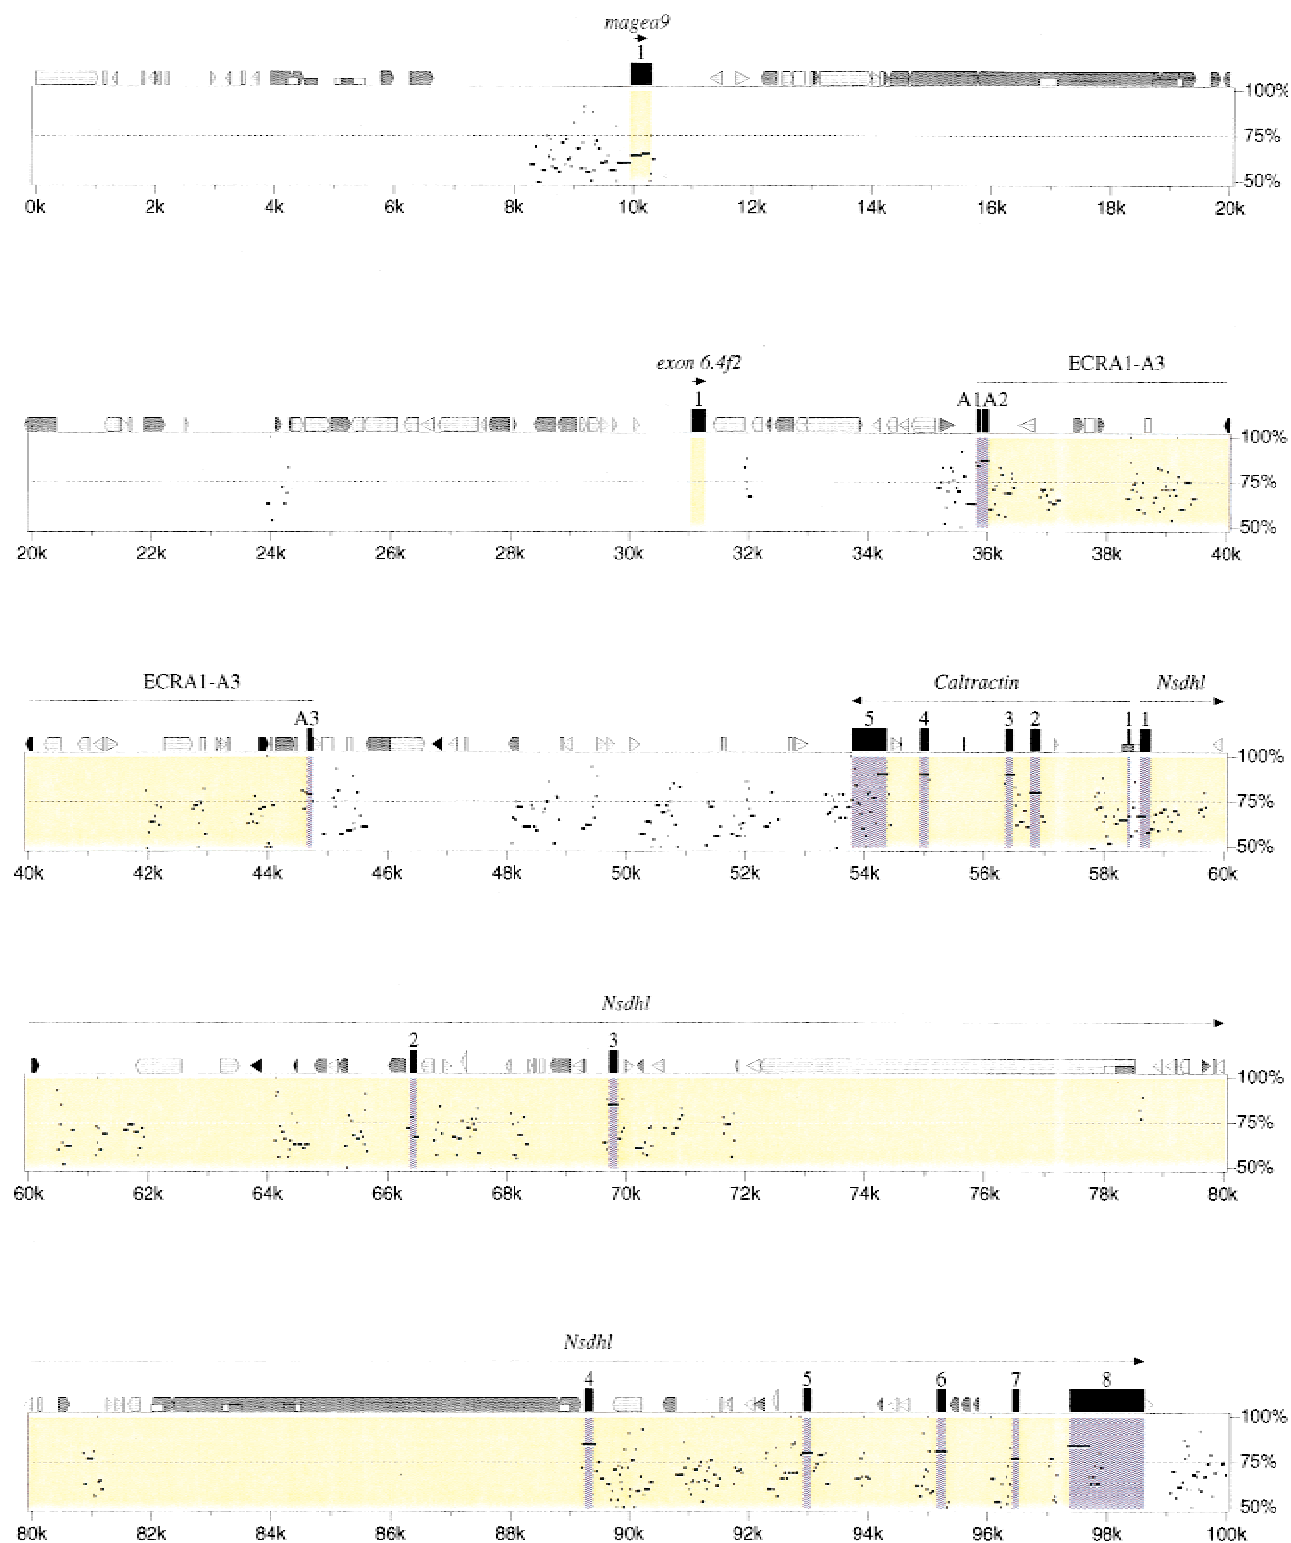 magea9
1
100%
75%
50%
0k 2k 4k 6k 8k 10k 12k 14k 16k 18k 20k
exon 6.4f2
ECRA1-A3
1
A1A2
100%
75%
50%
20k 22k 24k 26k 28k 30k 32k 34k 36k 38k 40k
ECRA1-A3
Caltractin
Nsdhl
A3
5 4 3 2 1 1
100%
75%
50%
40k 42k 44k 46k 48k 50k 52k 54k 56k 58k 60k
Nsdhl
2 3
100%
75%
50%
60k 62k 64k 66k 68k 70k 72k 74k 76k 78k 80k
Nsdhl
4 5 6 7 8
100%
75%
50%
80k 82k 84k 86k 88k 90k 92k 94k 96k 98k 100k